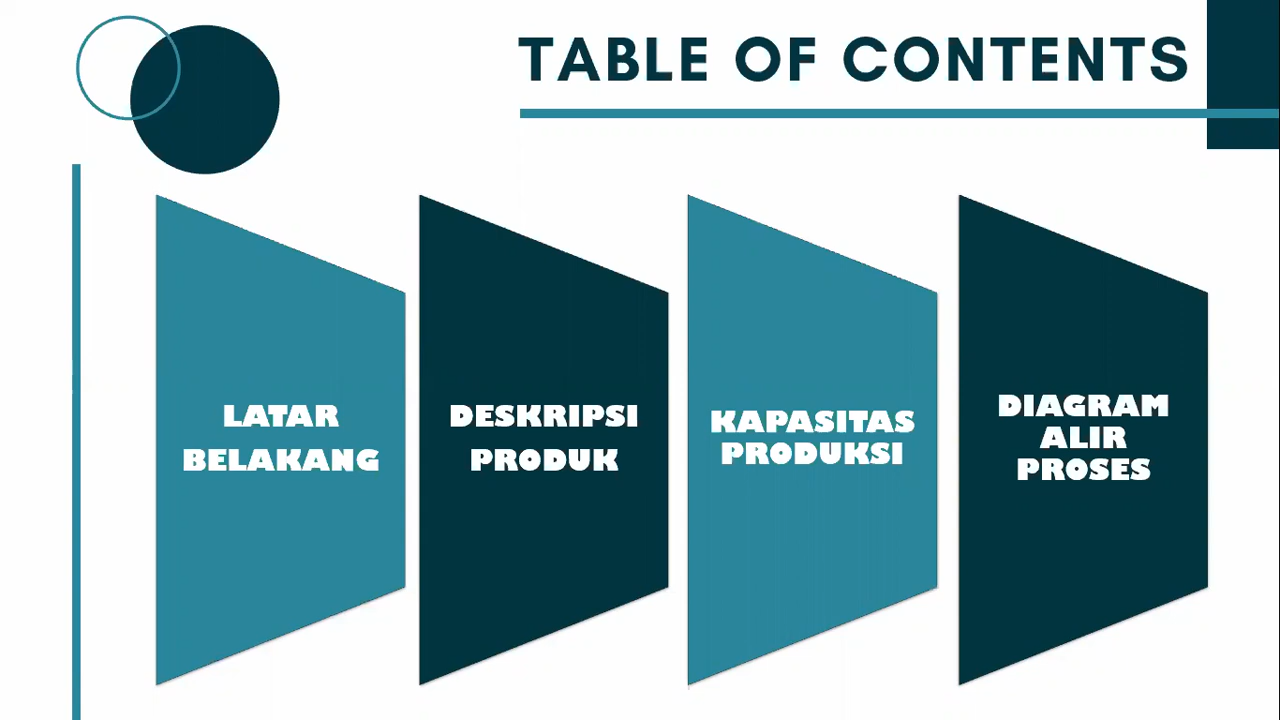 TABLE OF CONTENTS
LATAR
BELAKANG
DESKRIPSI
PRODUK
KAPASITAS
PRODUKSI
DIAGRAM
ALIR
PROSES